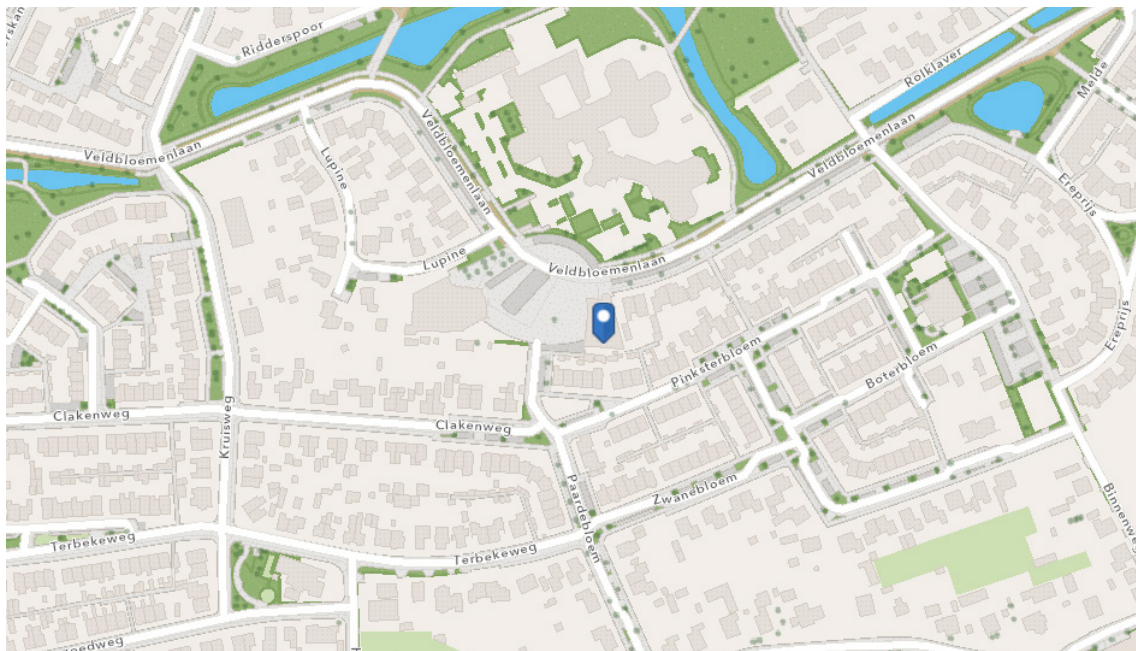 Ridderspoor
Rolklaver
Melde
Veldbloemenlaan
Veldbloemenlaan
Veldbloemenlaan
Lupine
Ereprijs
Lupine
Veldbloemenlaan
Ereprijs
Pinksterbloem
Boterbloem
Clakenweg
Kruisweg
Clakenweg
Zwanebloem
Paardebloem
Binnenweg
Terbekeweg
Terbekeweg